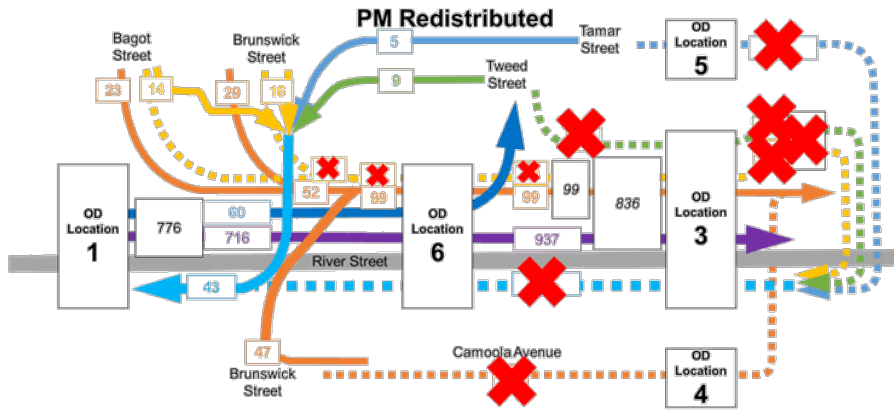 PM Redistributed
Bagot
Street
Brunswick
Street
5
Tamar
Street
OD
Location
5
9
Tweed
Street
23
14
29
16
52
99
99
99
836
OD
Location
1
776
60
716
OD
Location
6
937
OD
Location
3
River Street
43
47
Brunswick
Street
Camoola Avenue
OD
Location
4